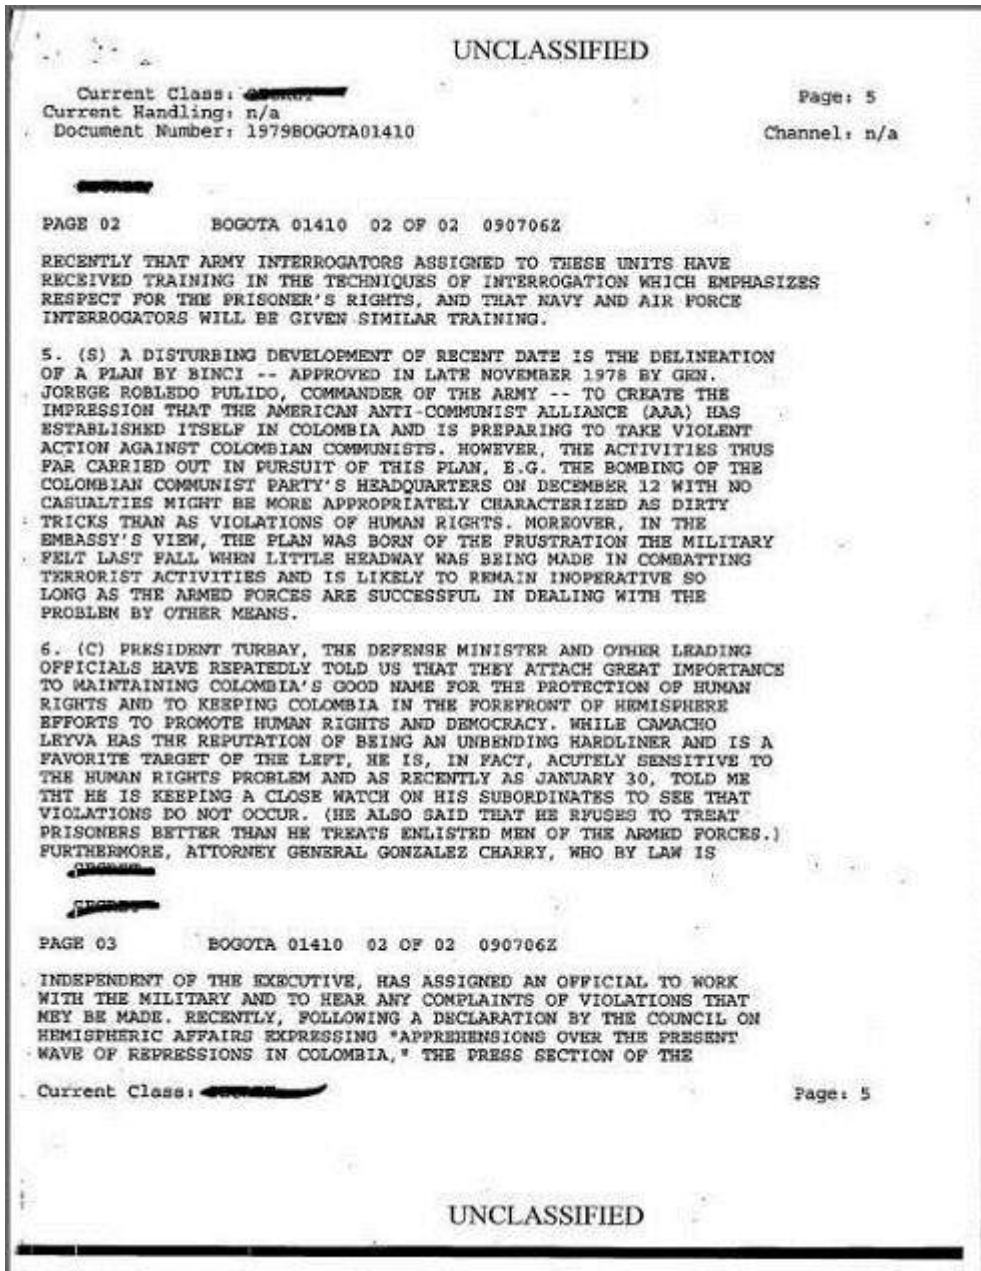 UNCLASSIFIED
Current Class:
Page: 5
Current Handling: n/a
Document Number: 1979BOGOTA01410
Channel: n/a
PAGE 02 BOGOTA 01410 02 OF 02 090706Z
RECENTLY THAT ARMY INTERROGATORS ASSIGNED TO THESE UNITS HAVE
RECEIVED TRAINING IN THE TECHNIQUES OF INTERROGATION WHICH EMPHASIZES
RESPECT FOR THE PRISONER'S RIGHTS, AND THAT NAVY AND AIR FORCE
INTERROGATORS WILL BE GIVEN SIMILAR TRAINING.
5. (S) A DISTURBING DEVELOPMENT OF RECENT DATE IS THE DELINEATION
OF A PLAN BY BINCI -- APPROVED IN LATE NOVEMBER 1978 BY GEN.
JOREGE ROBLEDO PULIDO, COMMANDER OF THE ARMY -- TO CREATE THE
IMPRESSION THAT THE AMERICAN ANTI-COMMUNIST ALLIANCE (AAA) HAS
ESTABLISHED ITSELF IN COLOMBIA AND IS PREPARING TO TAKE VIOLENT
ACTION AGAINST COLOMBIAN COMMUNISTS. HOWEVER, THE ACTIVITIES THUS
FAR CARRIED OUT IN PURSUIT OF THIS PLAN, E.G. THE BOMBING OF THE
COLOMBIAN COMMUNIST PARTY'S HEADQUARTERS ON DECEMBER 12 WITH NO
CASUALTIES MIGHT BE MORE APPROPRIATELY CHARACTERIZED AS DIRTY
TRICKS THAN AS VIOLATIONS OF HUMAN RIGHTS. MOREOVER, IN THE
EMBASSY'S VIEW, THE PLAN WAS BORN OF THE FRUSTRATION THE MILITARY
FELT LAST FALL WHEN LITTLE HEADWAY WAS BEING MADE IN COMBATTING
TERRORIST ACTIVITIES AND IS LIKELY TO REMAIN INOPERATIVE SO
LONG AS THE ARMED FORCES ARE SUCCESSFUL IN DEALING WITH THE
PROBLEM BY OTHER MEANS.
6. (C) PRESIDENT TURBAY, THE DEFENSE MINISTER AND OTHER LEADING
OFFICIALS HAVE REPATEDLY TOLD US THAT THEY ATTACH GREAT IMPORTANCE
TO MAINTAINING COLOMBIA'S GOOD NAME FOR THE PROTECTION OF HUMAN
RIGHTS AND TO KEEPING COLOMBIA IN THE FOREFRONT OF HEMISPHERE
EFFORTS TO PROMOTE HUMAN RIGHTS AND DEMOCRACY. WHILE CAMACHO
LEYVA HAS THE REPUTATION OF BEING AN UNBENDING HARDLINER AND IS A
FAVORITE TARGET OF THE LEFT, HE IS, IN FACT, ACUTELY SENSITIVE TO
THE HUMAN RIGHTS PROBLEM AND AS RECENTLY AS JANUARY 30, TOLD ME
THT HE IS KEEPING A CLOSE WATCH ON HIS SUBORDINATES TO SEE THAT
VIOLATIONS DO NOT OCCUR. (HE ALSO SAID THAT HE RFUSES TO TREAT
PRISONERS BETTER THAN HE TREATS ENLISTED MEN OF THE ARMED FORCES.)
FURTHERMORE, ATTORNEY GENERAL GONZALEZ CHARRY, WHO BY LAW IS
SECRET
SECRET
PAGE 03 BOGOTA 01410 02 OF 02 090706Z
INDEPENDENT OF THE EXECUTIVE, HAS ASSIGNED AN OFFICIAL TO WORK
WITH THE MILITARY AND TO HEAR ANY COMPLAINTS OF VIOLATIONS THAT
MEY BE MADE. RECENTLY, FOLLOWING A DECLARATION BY THE COUNCIL ON
HEMISPHERIC AFFAIRS EXPRESSING "APPREHENSIONS OVER THE PRESENT
WAVE OF REPRESSIONS IN COLOMBIA," THE PRESS SECTION OF THE
Current Class:
Page: 5
UNCLASSIFIED